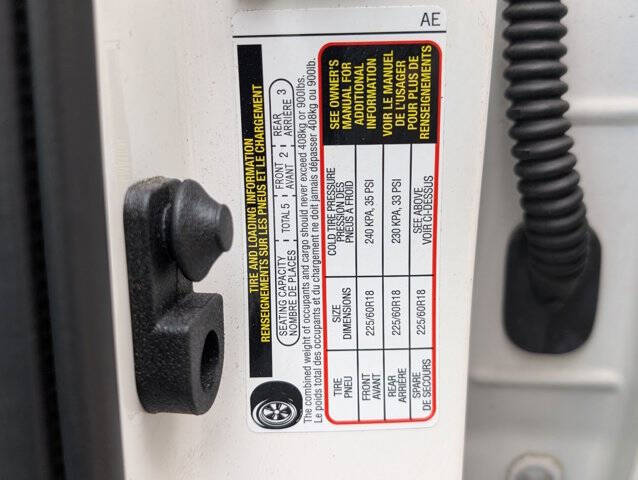 AE
TIRE AND LOADING INFORMATION
RENSEIGNEMENTS SUR LES PNEUS ET LE CHARGEMENT
SEATING CAPACITY
NOMBRE DE PLACES
TOTAL 5
FRONT
AVANT 2
REAR
ARRIÈRE 3
The combined weight of occupants and cargo should never exceed 408kg or 900lbs.
Le poids total des occupants et du chargement ne doit jamais dépasser 408kg ou 900lb.
TIRE
PNEU
SIZE
DIMENSIONS
COLD TIRE PRESSURE
PRESSION DES
PNEUS A FROID
FRONT
AVANT
225/60R18
240 KPA, 35 PSI
REAR
ARRIÈRE
225/60R18
230 KPA, 33 PSI
SPARE
DE SECOURS
225/60R18
SEE ABOVE
VOIR CI-DESSUS
SEE OWNER'S
MANUAL FOR
ADDITIONAL
INFORMATION
VOIR LE MANUEL
DE L'USAGER
POUR PLUS DE
RENSEIGNEMENTS